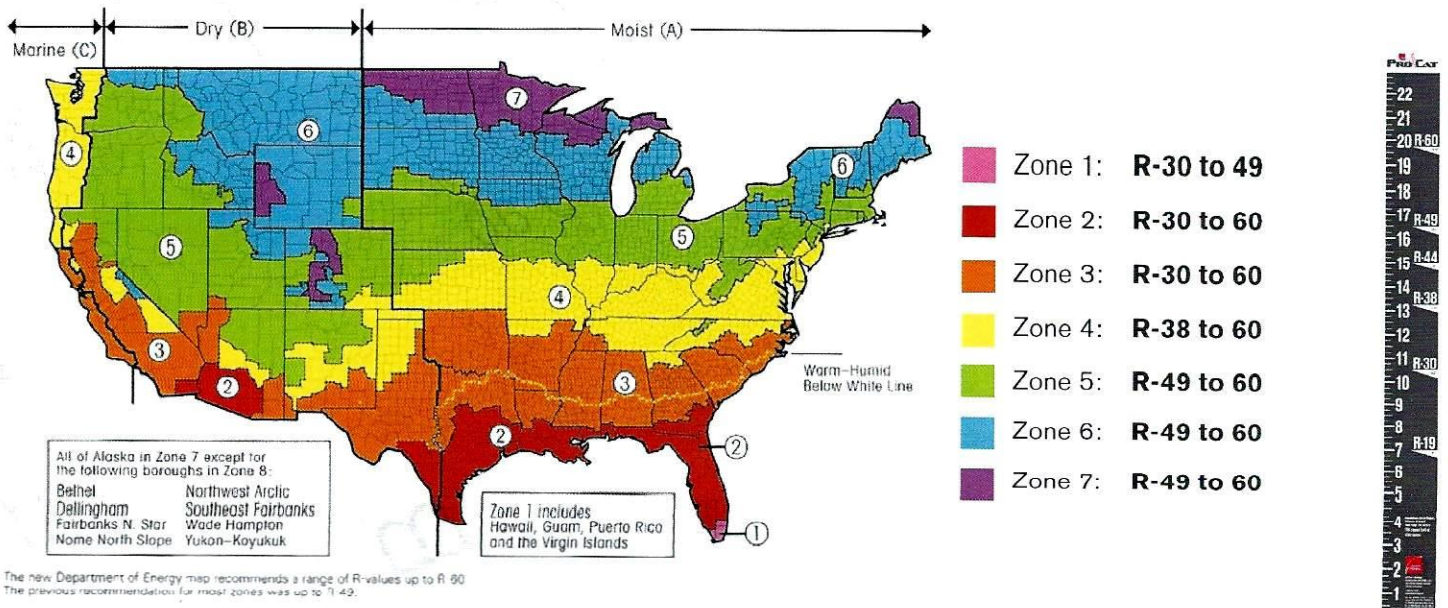 Marine (C)
Dry (B)
Moist (A)
7
6
4
6
5
5
4
3
3
2
2
2
1
Warm-Humid
Below White Line
All of Alaska in Zone 7 except for
the following boroughs in Zone 8:
Bethel Northwest Arctic
Dellingham Southeast Fairbanks
Fairbanks N. Star Wade Hampton
Nome North Slope Yukon-Koyukuk
Zone 1 includes
Hawaii, Guam, Puerto Rico
and the Virgin Islands
The new Department of Energy map recommends a range of R-values up to R 60
The previous recommendation for most zones was up to R 49.
Zone 1: R-30 to 49
Zone 2: R-30 to 60
Zone 3: R-30 to 60
Zone 4: R-38 to 60
Zone 5: R-49 to 60
Zone 6: R-49 to 60
Zone 7: R-49 to 60
PRO CAT
22
21
20 R-60
19
18
17 R-49
16
R-44
15
14
R-38
13
12
11
R-30
10
9
8
R-19
7
6
5
4
3
2
1